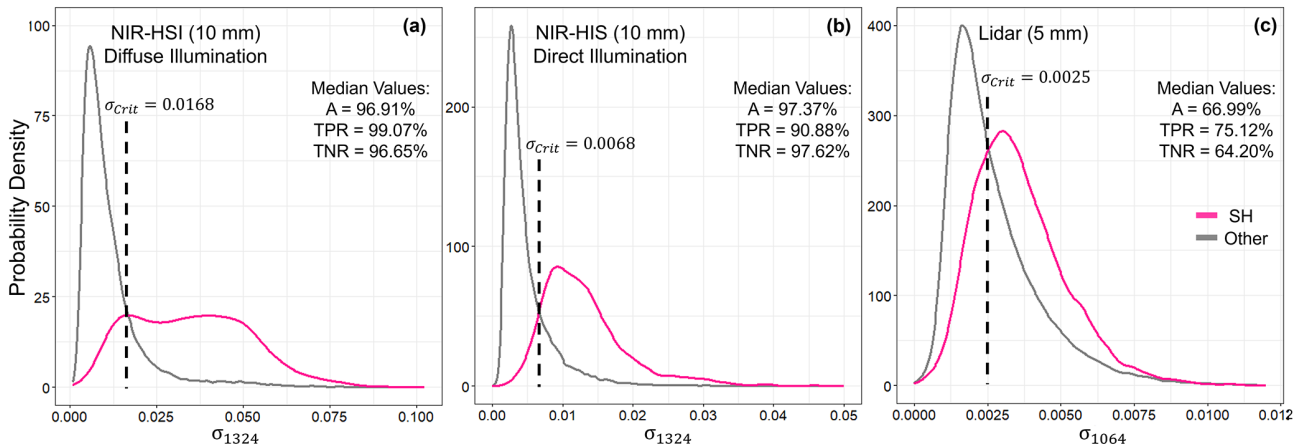 Probability Density
(a)
NIR-HSI (10 mm)
Diffuse Illumination
Median Values:
A = 96.91%
TPR = 99.07%
TNR = 96.65%
σCrit = 0.0168
100
75
50
25
0
0.000 0.025 0.050 0.075 0.100
σ1324
(b)
NIR-HIS (10 mm)
Direct Illumination
Median Values:
A = 97.37%
TPR = 90.88%
TNR = 97.62%
σCrit = 0.0068
200
100
0
0.00 0.01 0.02 0.03 0.04 0.05
σ1324
(c)
Lidar (5 mm)
σCrit = 0.0025
Median Values:
A = 66.99%
TPR = 75.12%
TNR = 64.20%
SH
Other
400
300
200
100
0
0.0000 0.0025 0.0050 0.0075 0.0100 0.012
σ1064